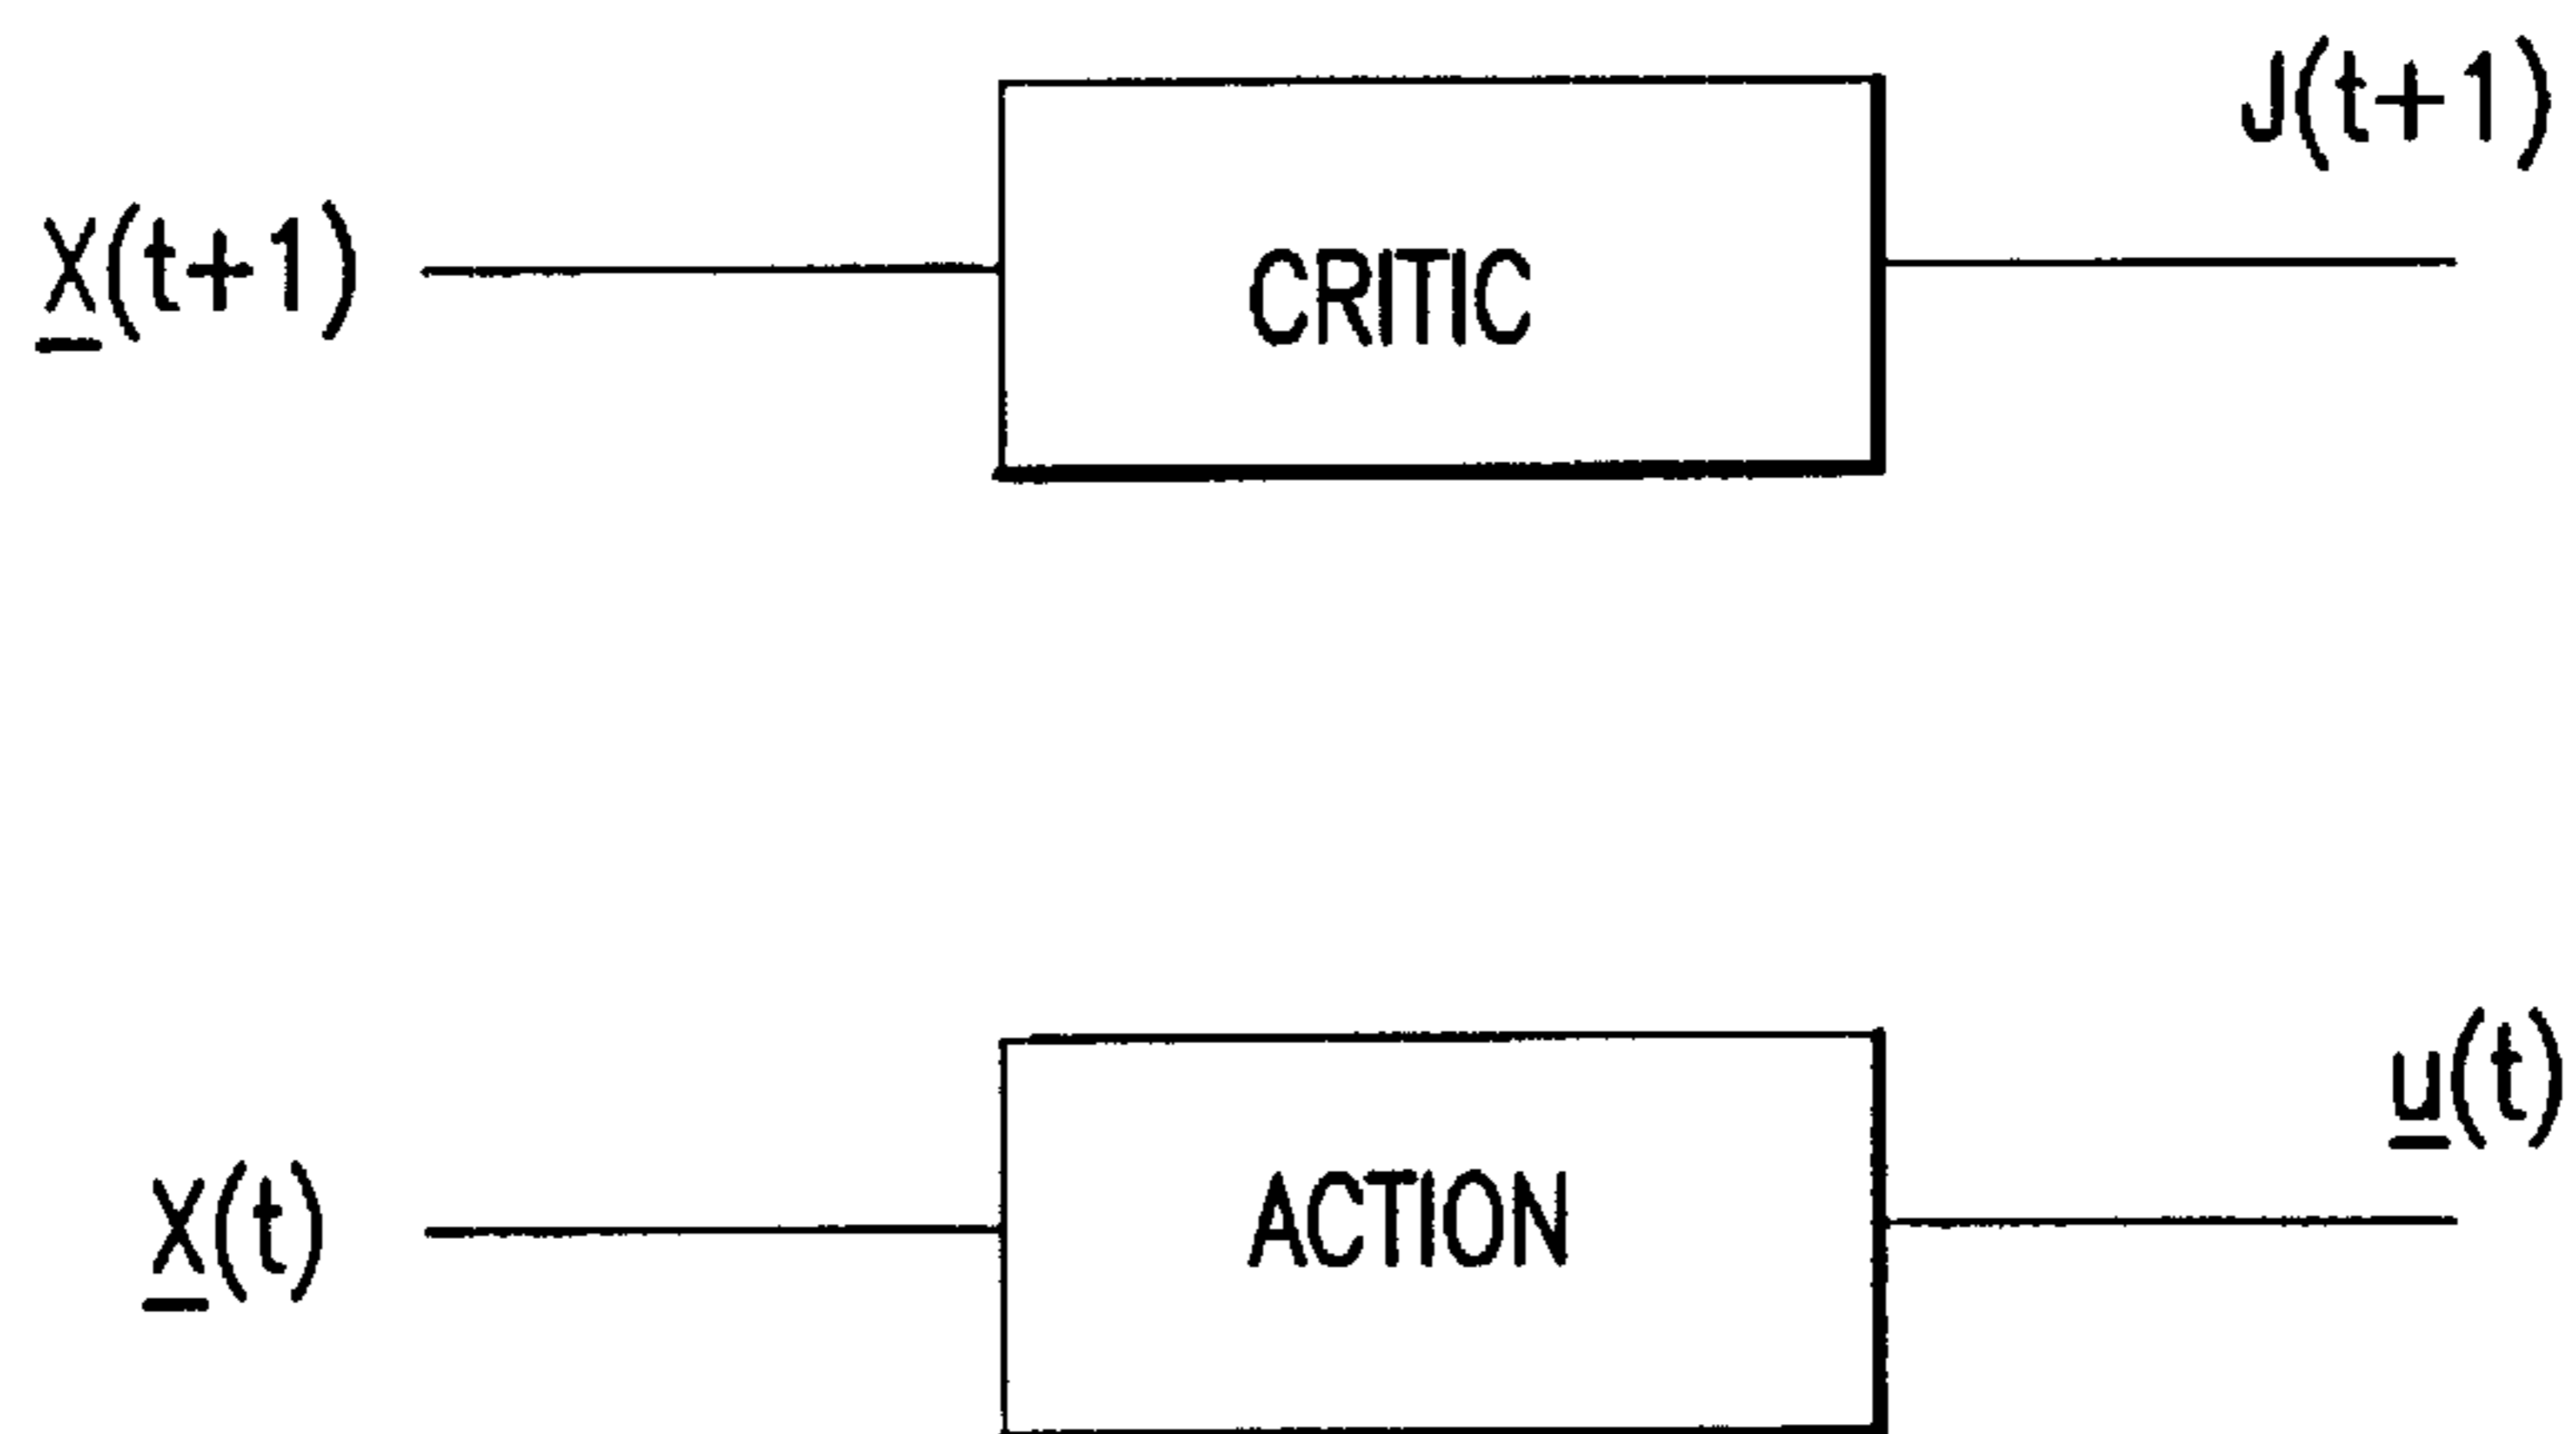 J(t+1)
X(t+1)
CRITIC
u(t)
X(t)
ACTION